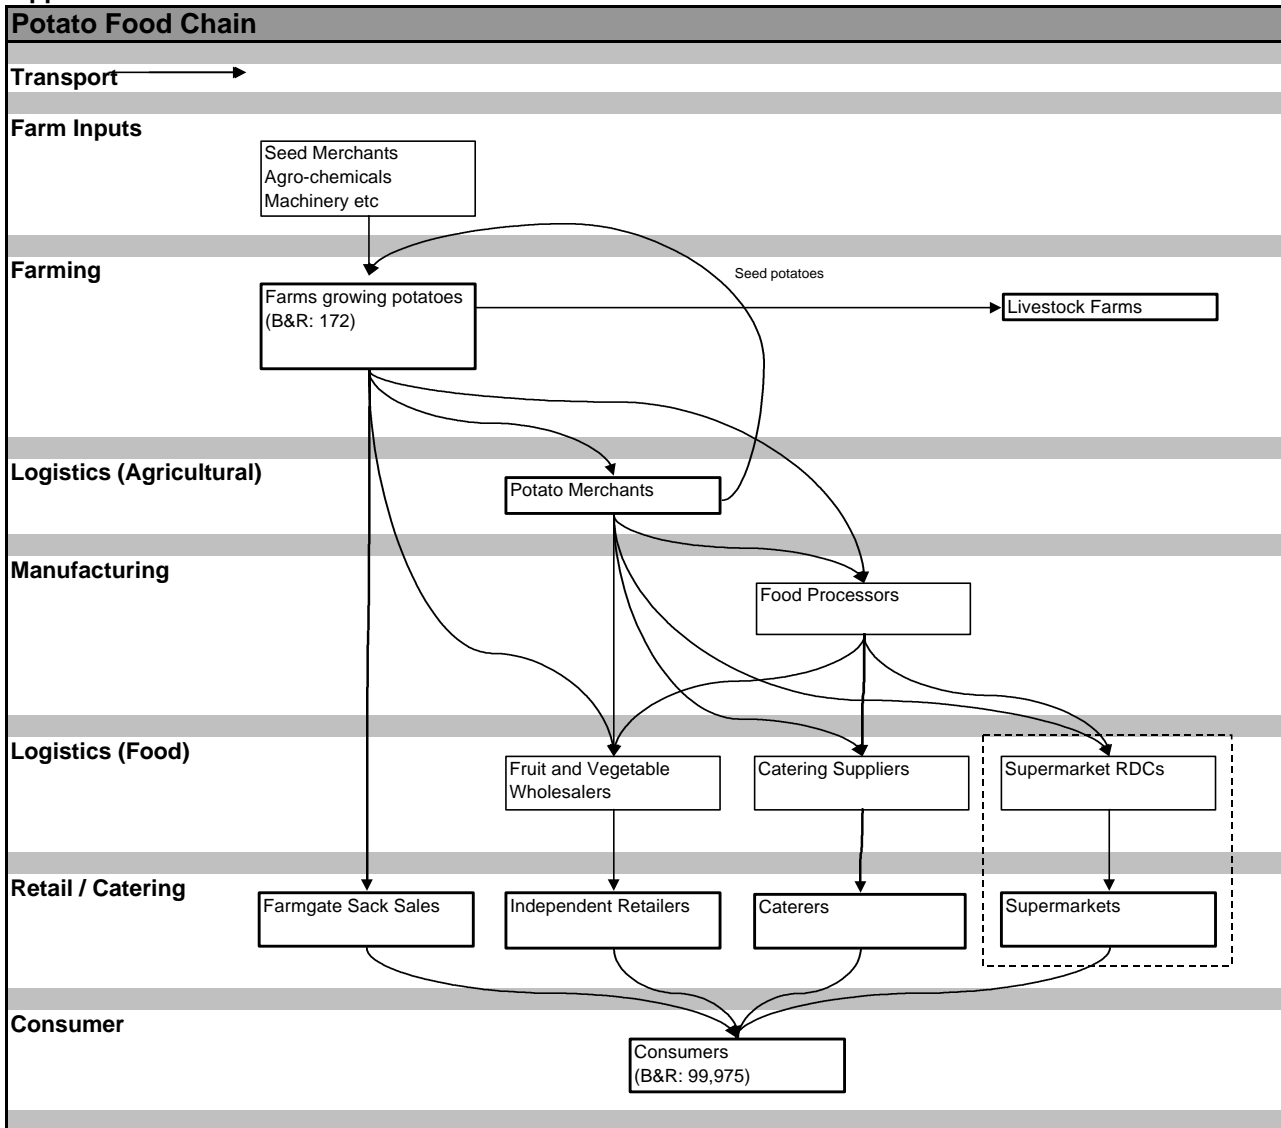 Potato Food Chain
Transport
Farm Inputs
Seed Merchants
Agro-chemicals
Machinery etc
Farming
Seed potatoes
Farms growing potatoes
(B&R: 172)
Livestock Farms
Logistics (Agricultural)
Potato Merchants
Manufacturing
Food Processors
Logistics (Food)
Fruit and Vegetable
Wholesalers
Catering Suppliers
Supermarket RDCs
Retail / Catering
Farmgate Sack Sales
Independent Retailers
Caterers
Supermarkets
Consumer
Consumers
(B&R: 99,975)